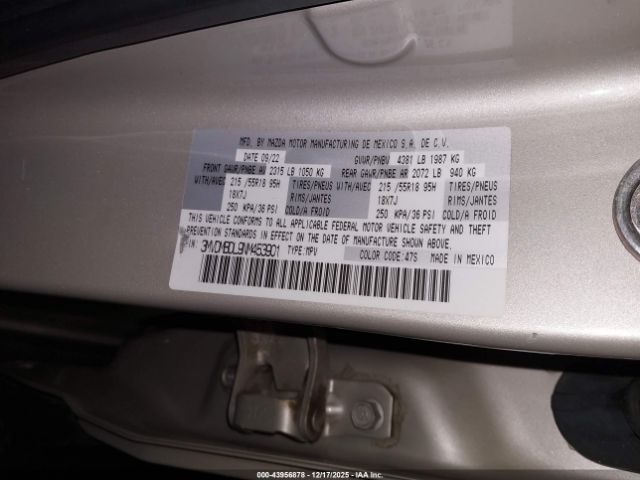 MFD. BY MAZDA MOTOR MANUFACTURING DE MEXICO S.A. DE C.V.
DATE 09/22 GVWR/PNBV 4381 LB 1987 KG
FRONT GAWR/PNBE AV 2315 LB 1050 KG REAR GAWR/PNBE AR 2072 LB 940 KG
WITH/AVEC 215 /55R18 95H TIRES/PNEUS WITH/AVEC 215 /55R18 95H TIRES/PNEUS
18X7J RIMS/JANTES 18X7J RIMS/JANTES
250 KPA/36 PSI COLD/A FROID 250 KPA/36 PSI COLD/A FROID
THIS VEHICLE CONFORMS TO ALL APPLICABLE FEDERAL MOTOR VEHICLE SAFETY AND THEFT
PREVENTION STANDARDS IN EFFECT ON THE DATE OF MANUFACTURE SHOWN ABOVE.
VIN: TYPE:MPV COLOR CODE:47S MADE IN MEXICO
000-43956878 - 12/17/2025 - COPART/IAA.COM